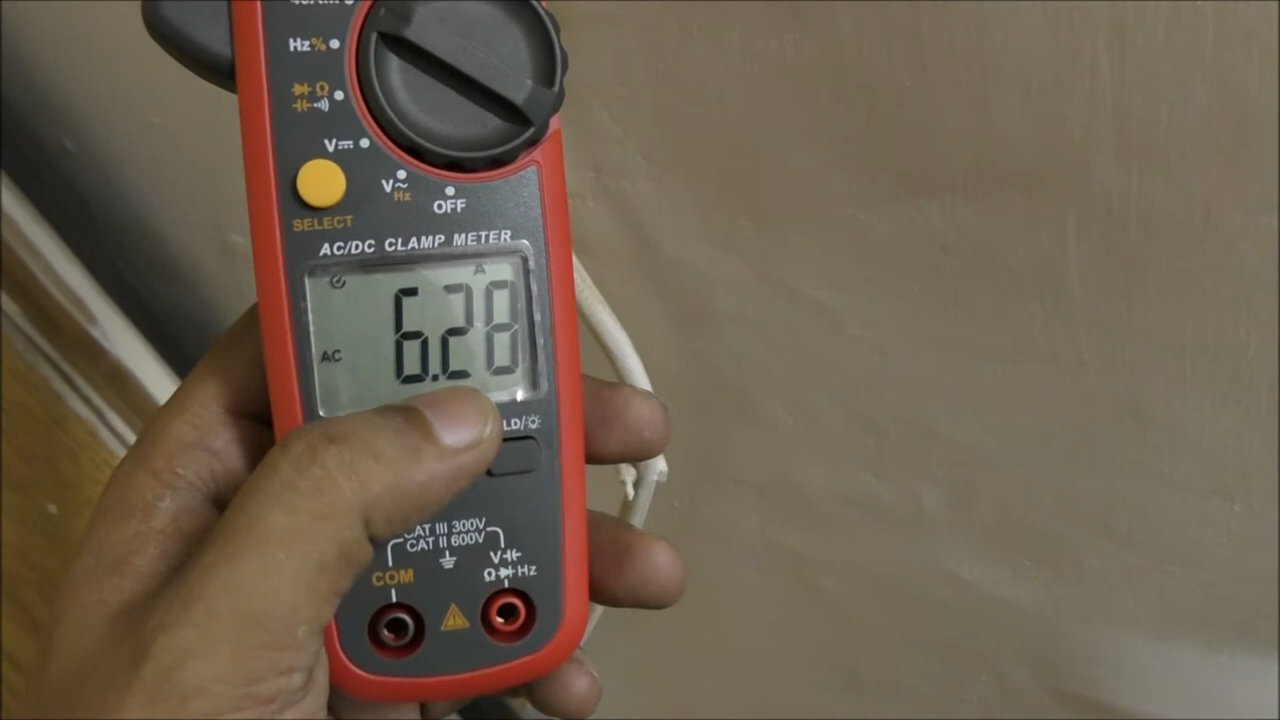 Hz%
Ω
V⎓
V~
Hz
OFF
SELECT
AC/DC CLAMP METER
A
6.28
AC
LD/
CAT III 300V
CAT II 600V
COM
V
Ω Hz